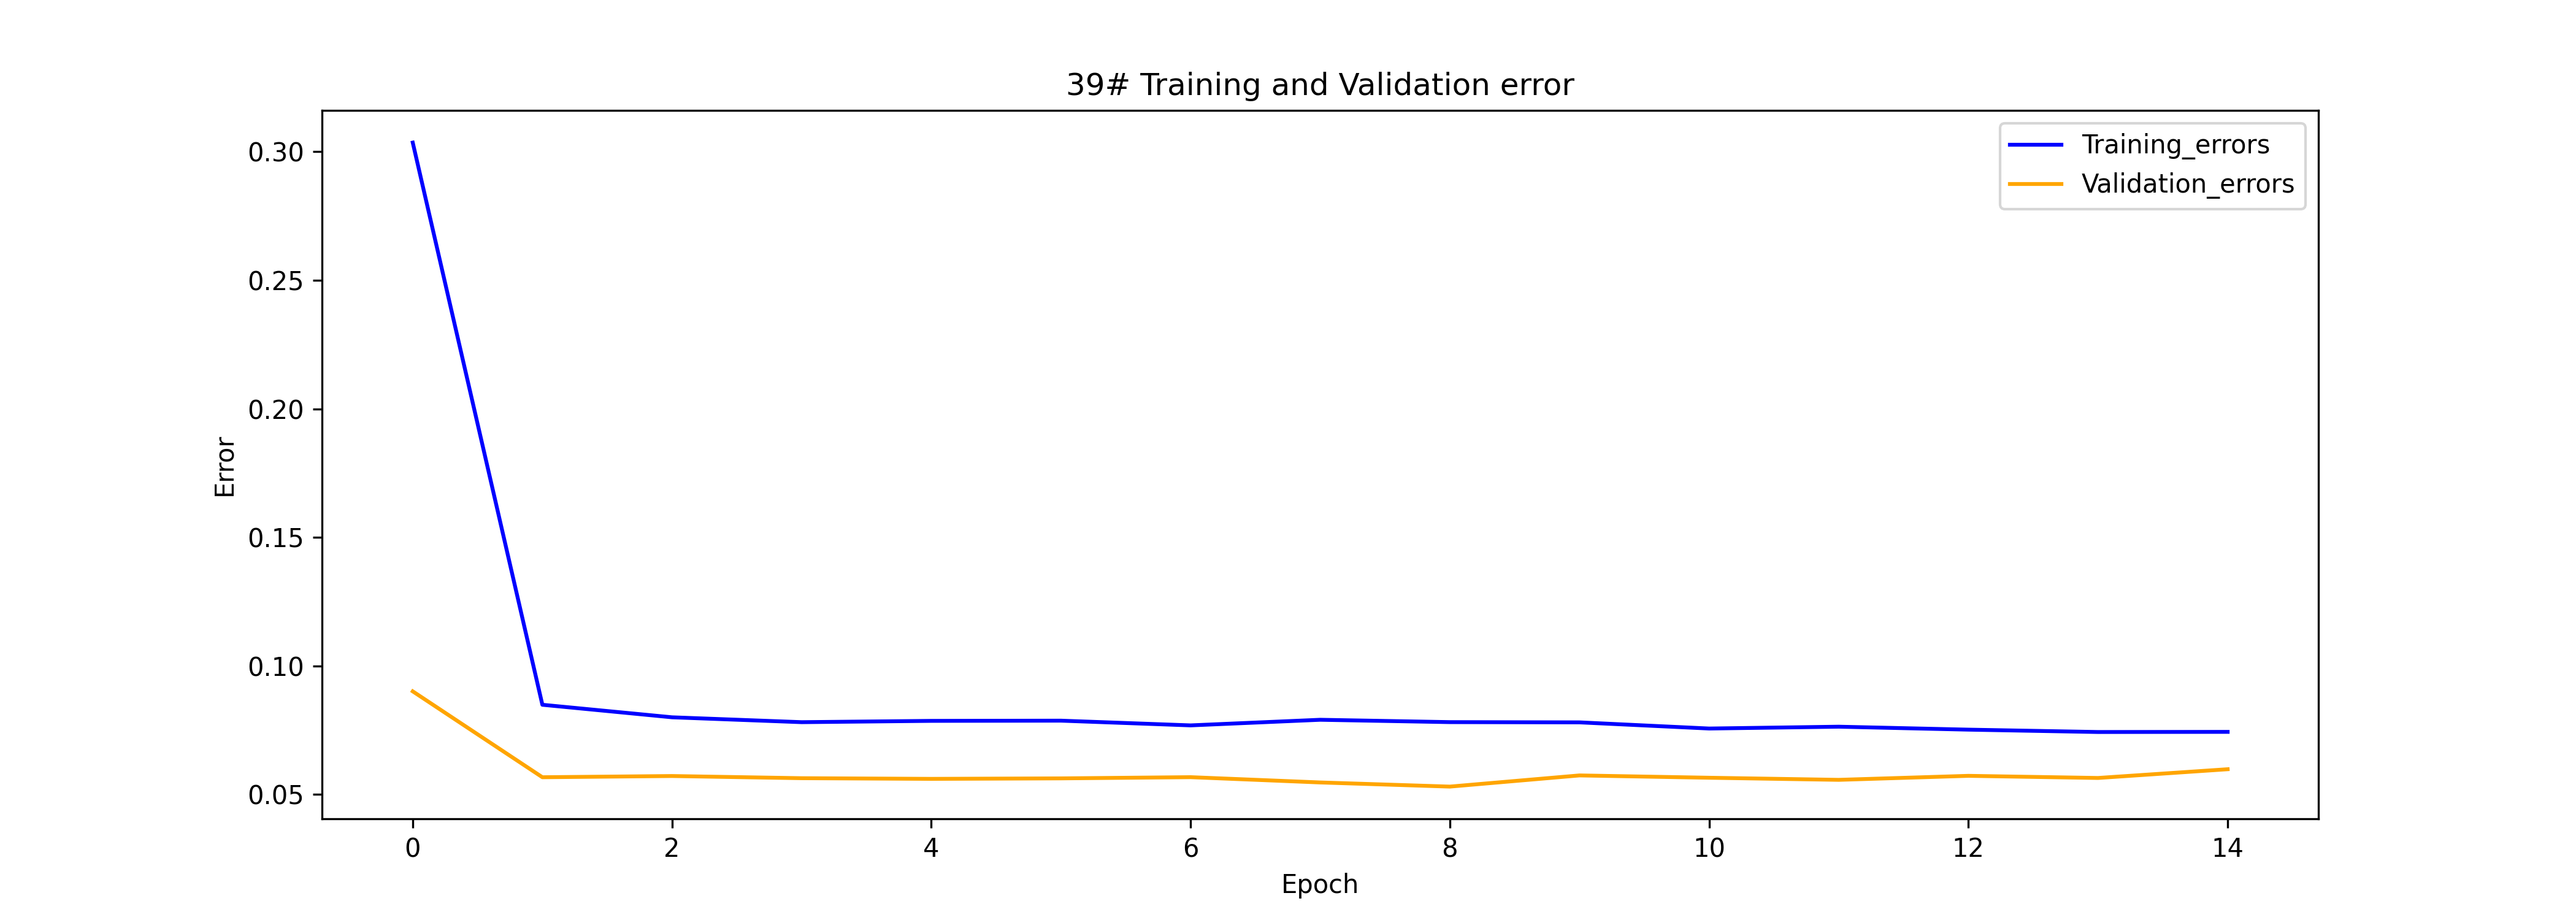 39# Training and Validation error
Training_errors
Validation_errors
0.30
0.25
0.20
0.15
0.10
0.05
Error
0 2 4 6 8 10 12 14
Epoch